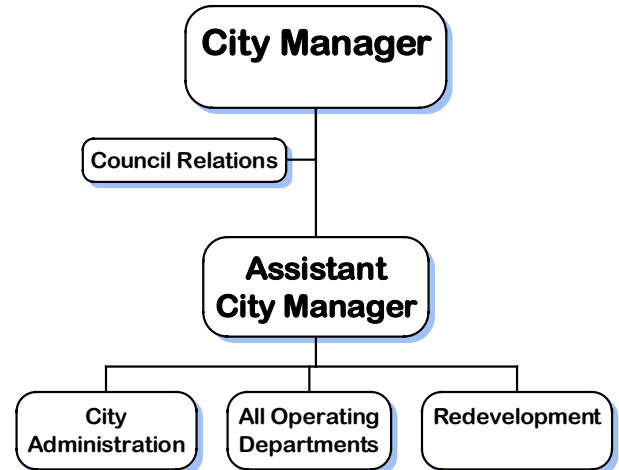 City Manager
Council Relations
Assistant
City Manager
City
Administration
All Operating
Departments
Redevelopment